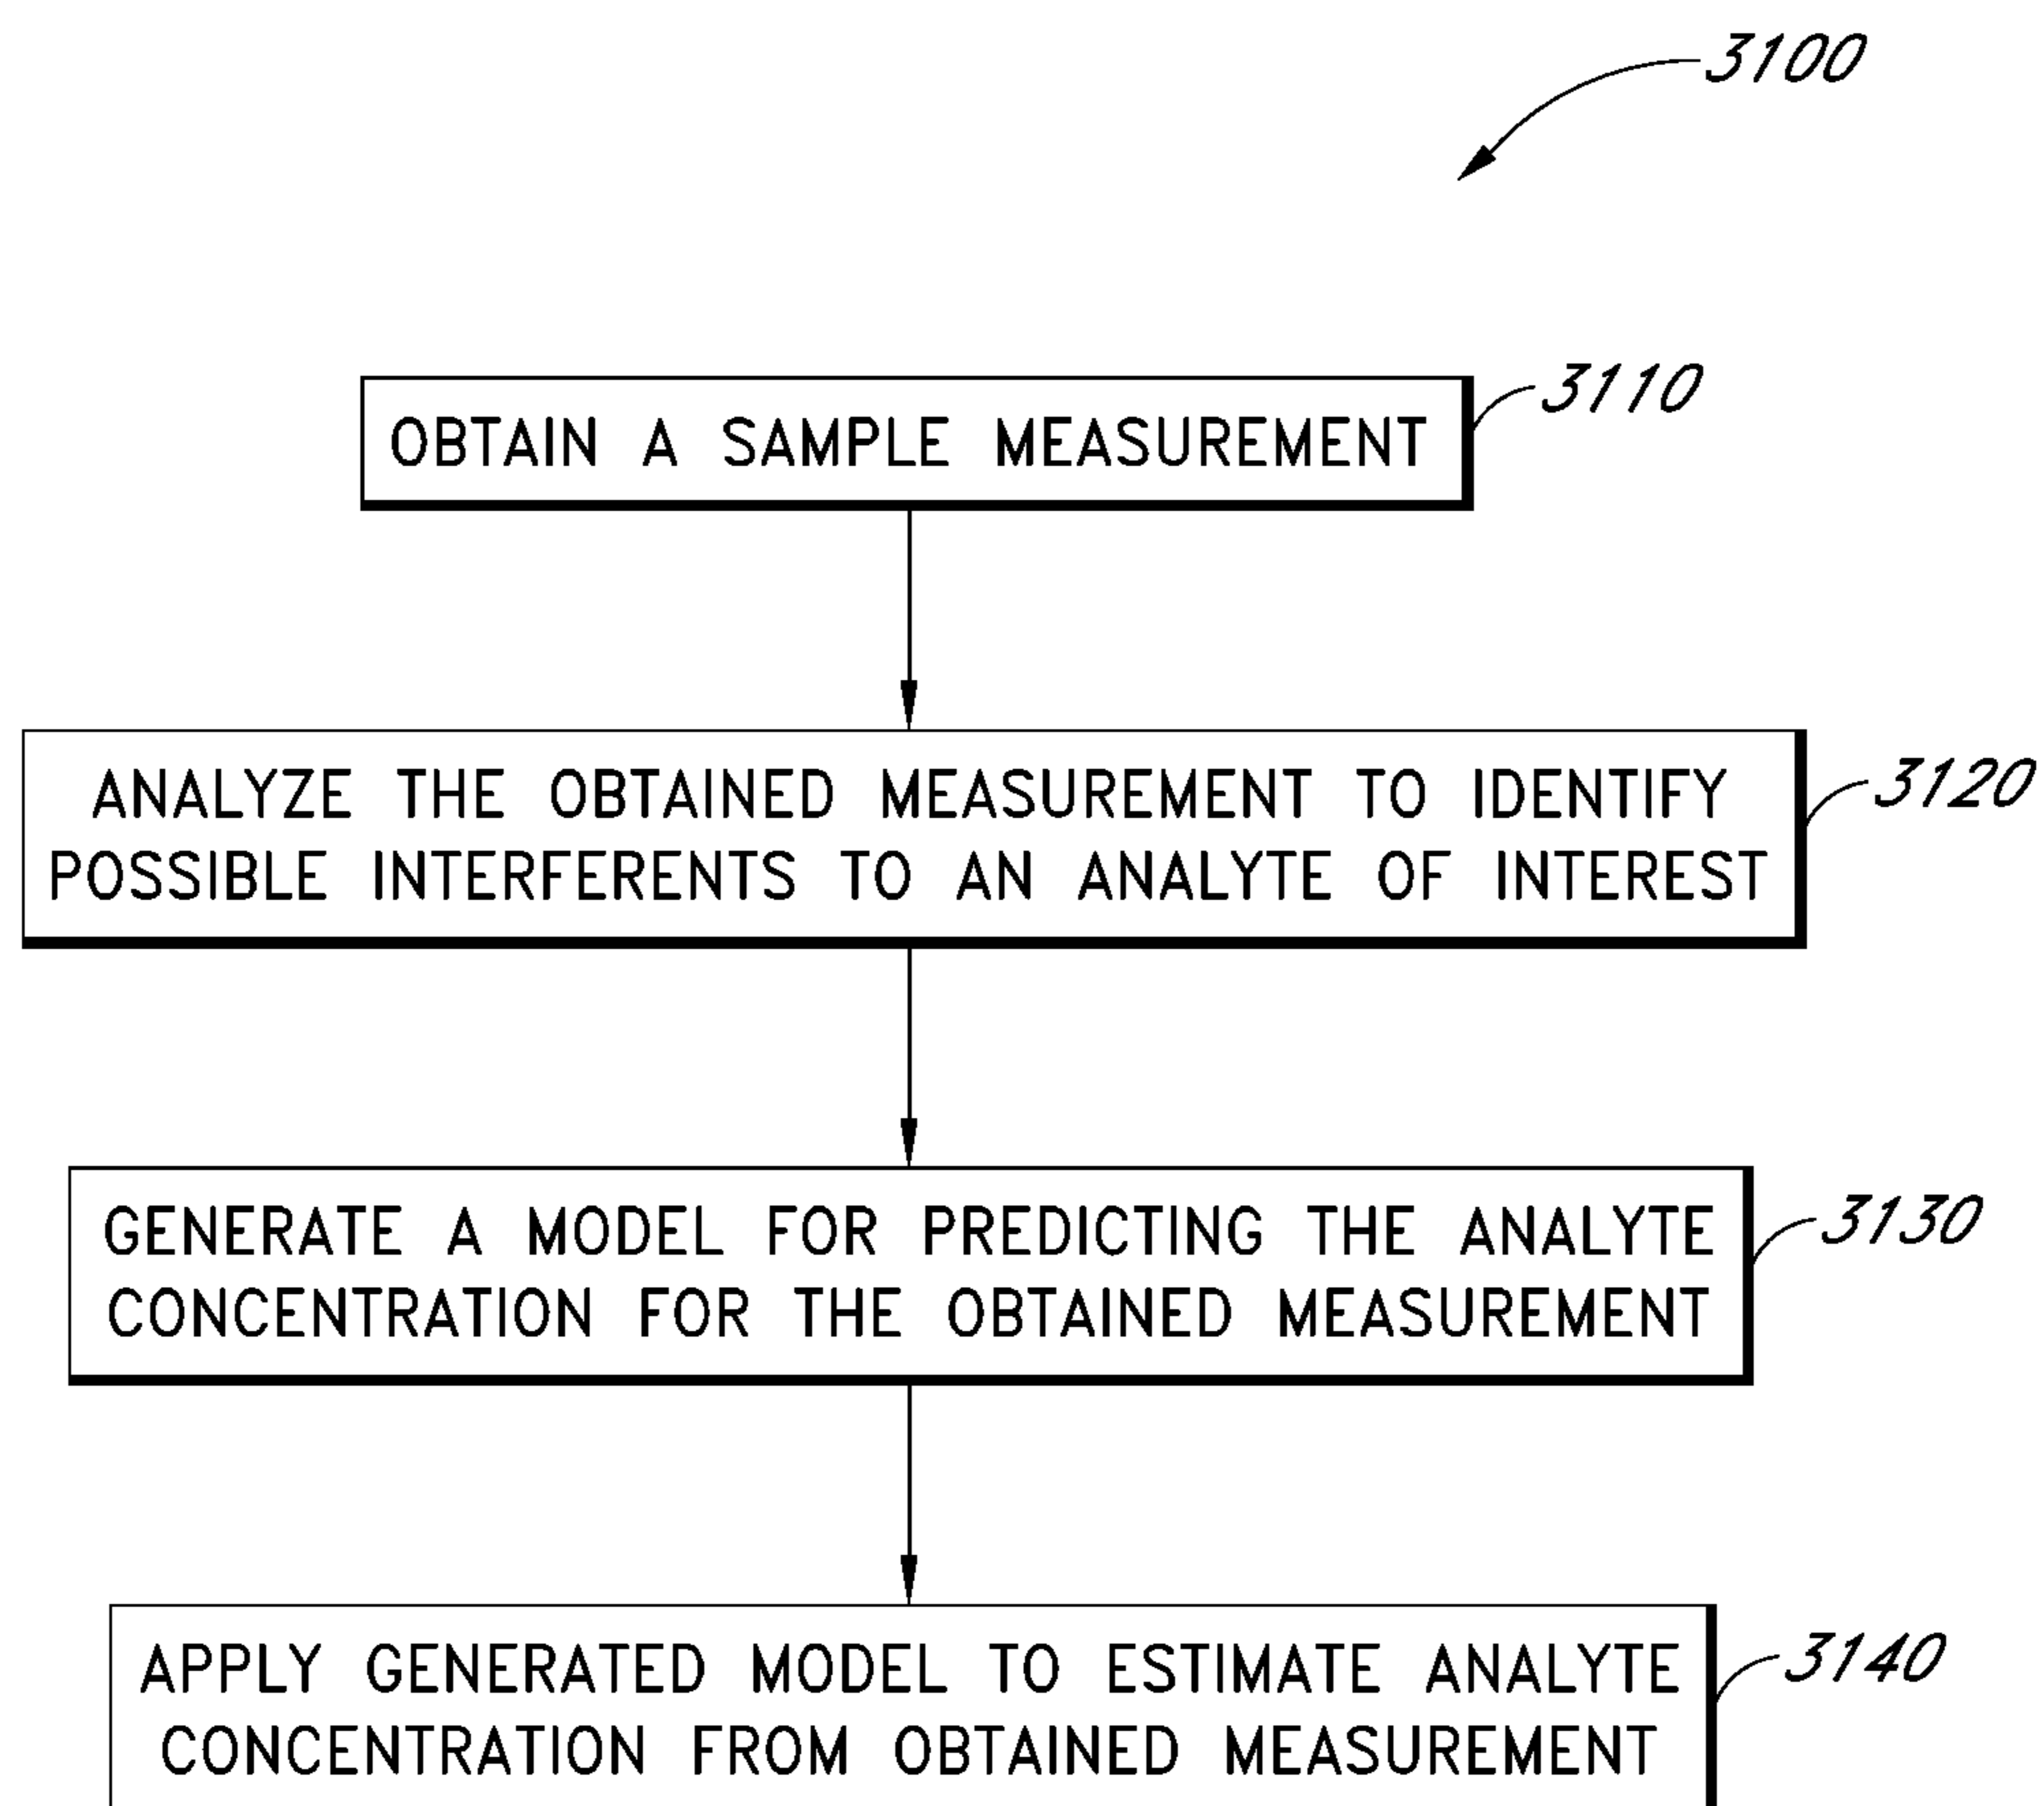 3100
OBTAIN A SAMPLE MEASUREMENT
3110
ANALYZE THE OBTAINED MEASUREMENT TO IDENTIFY
POSSIBLE INTERFERENTS TO AN ANALYTE OF INTEREST
3120
GENERATE A MODEL FOR PREDICTING THE ANALYTE
CONCENTRATION FOR THE OBTAINED MEASUREMENT
3130
APPLY GENERATED MODEL TO ESTIMATE ANALYTE
CONCENTRATION FROM OBTAINED MEASUREMENT
3140